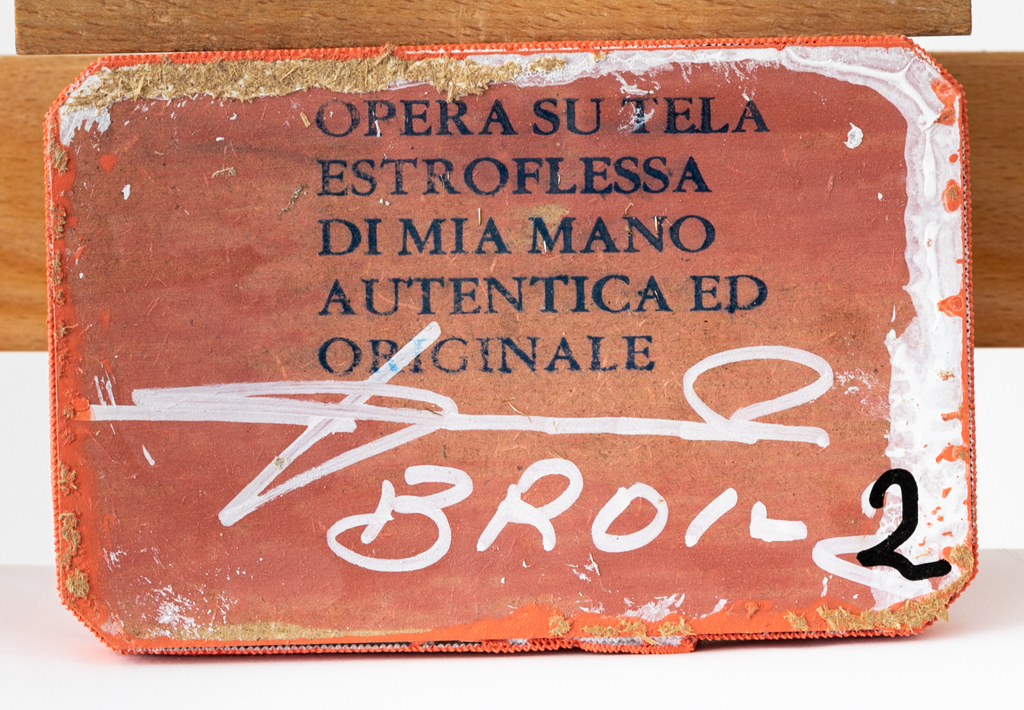 OPERA SU TELA
ESTROFLESSA
DI MIA MANO
AUTENTICA ED
ORIGINALE
BROI-2